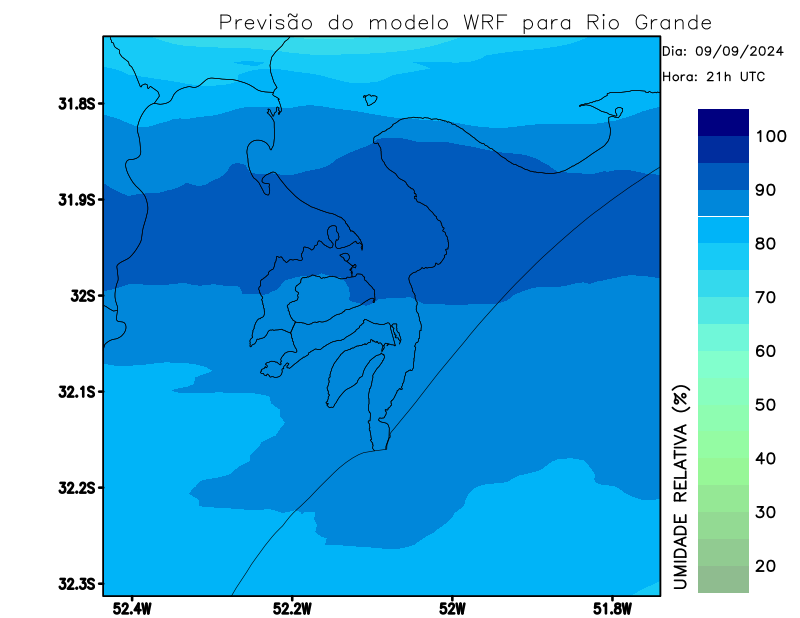 Previsão do modelo WRF para Rio Grande
Dia: 09/09/2024
Hora: 21h UTC
31.8S
31.9S
32S
32.1S
32.2S
32.3S
52.4W
52.2W
52W
51.8W
100
90
80
70
60
50
40
30
20
UMIDADE RELATIVA (%)